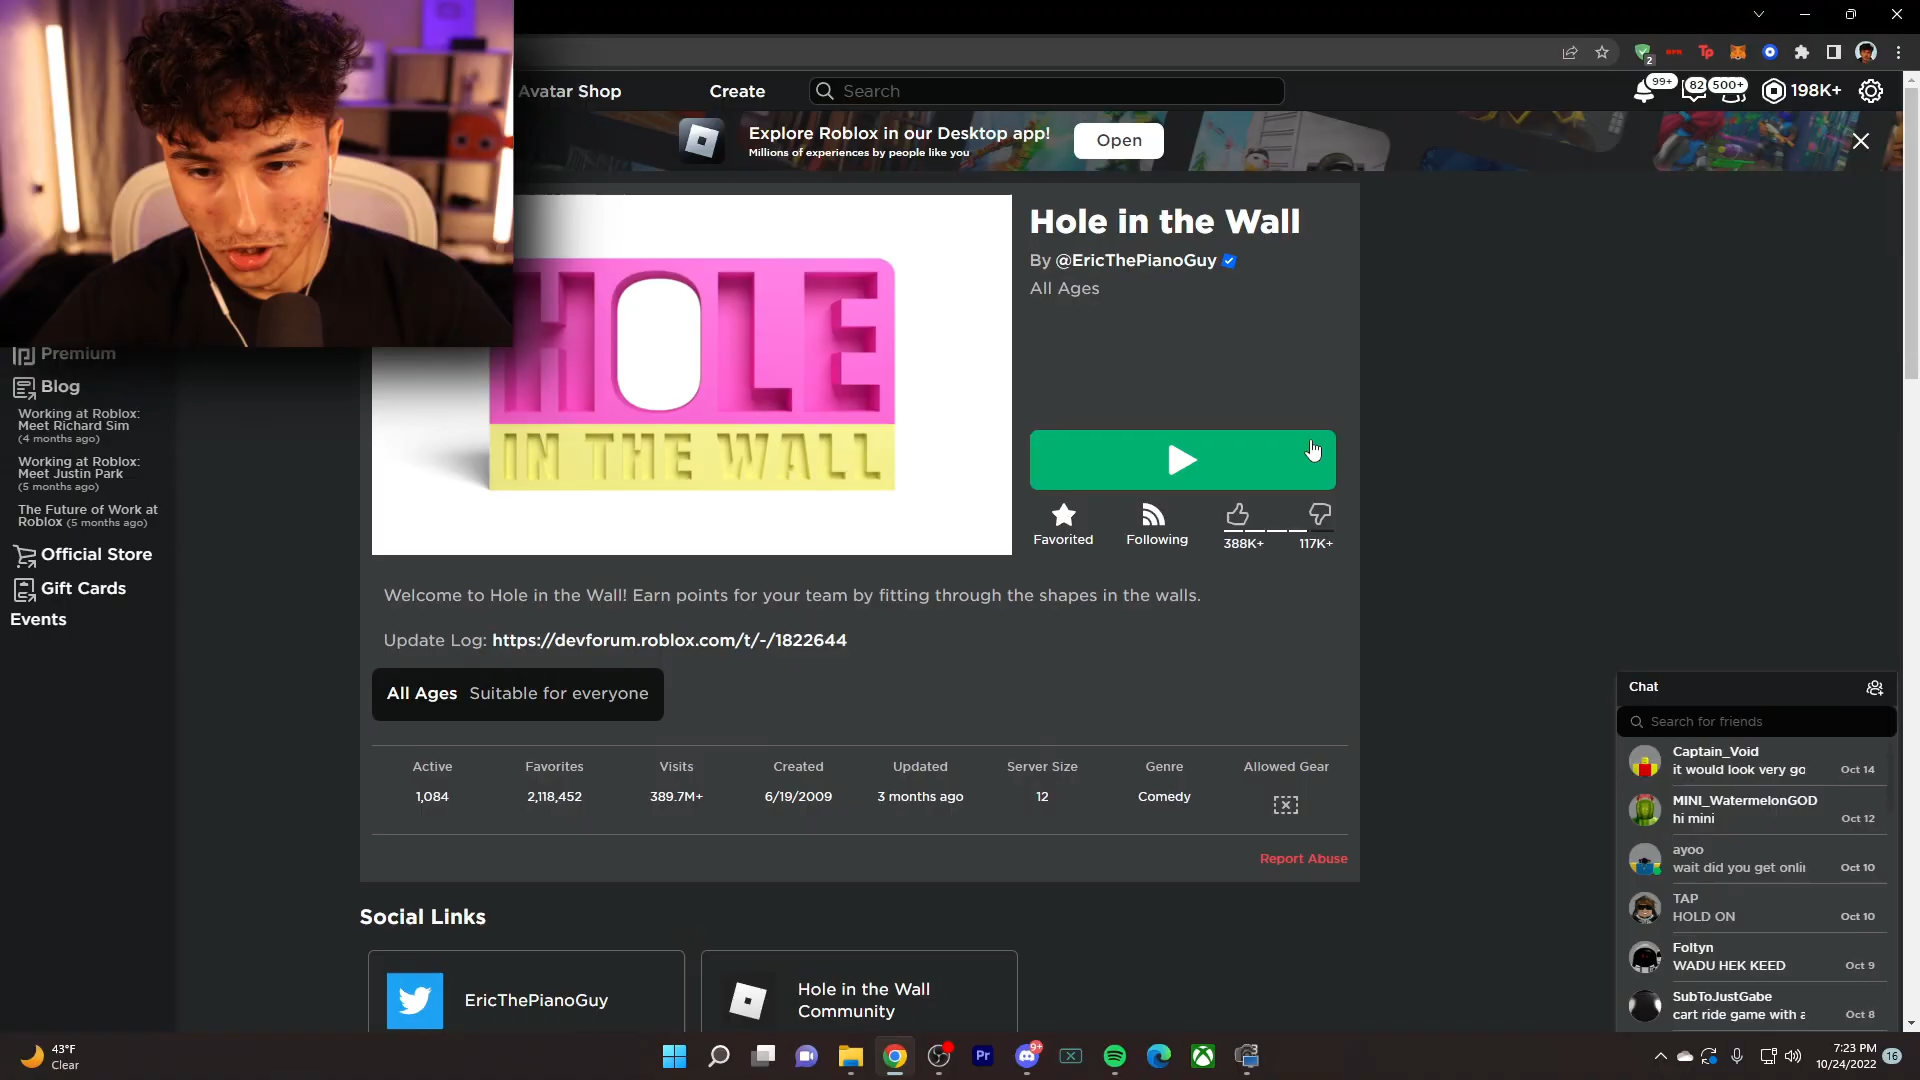 Avatar Shop
Create
Search
99+
82
500+
198K+
2
Tp
Explore Roblox in our Desktop app!
Millions of experiences by people like you
Open
HOLE
IN THE WALL
Hole in the Wall
By @EricThePianoGuy
All Ages
Favorited
Following
388K+
117K+
Premium
Blog
Working at Roblox:
Meet Richard Sim
(4 months ago)
Working at Roblox:
Meet Justin Park
(5 months ago)
The Future of Work at
Roblox (5 months ago)
Official Store
Gift Cards
Events
Welcome to Hole in the Wall! Earn points for your team by fitting through the shapes in the walls.
Update Log: https://devforum.roblox.com/t/-/1822644
All Ages Suitable for everyone
Active Favorites Visits Created Updated Server Size Genre Allowed Gear
1,084 2,118,452 389.7M+ 6/19/2009 3 months ago 12 Comedy
Report Abuse
Social Links
EricThePianoGuy
Hole in the Wall
Community
Chat
Search for friends
Captain_Void
it would look very go Oct 14
MINI_WatermelonGOD
hi mini Oct 12
ayoo
wait did you get onlin Oct 10
TAP
HOLD ON Oct 10
Foltyn
WADU HEK KEED Oct 9
SubToJustGabe
cart ride game with a Oct 8
43°F
Clear
Pr
9+
7:23 PM
10/24/2022
16